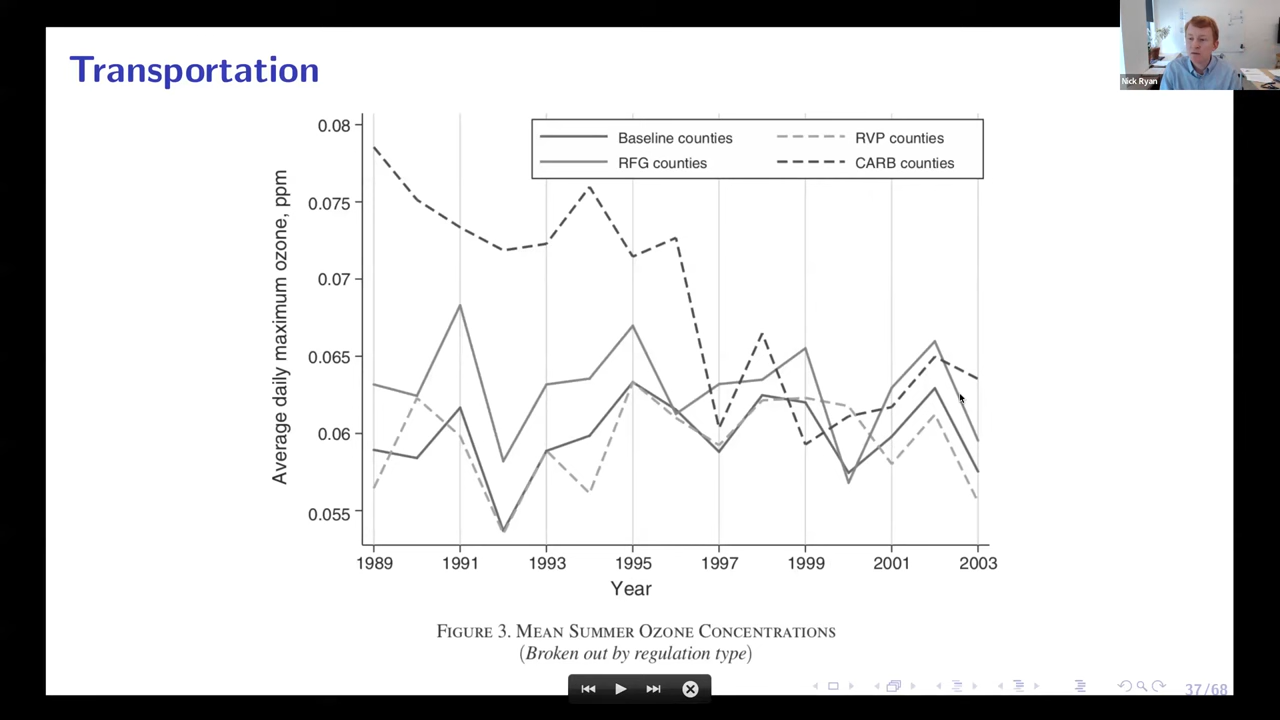 Transportation
Nick Ryan
Baseline counties
RFG counties
RVP counties
CARB counties
Average daily maximum ozone, ppm
0.08
0.075
0.07
0.065
0.06
0.055
1989 1991 1993 1995 1997 1999 2001 2003
Year
Figure 3. Mean Summer Ozone Concentrations
(Broken out by regulation type)
37/68